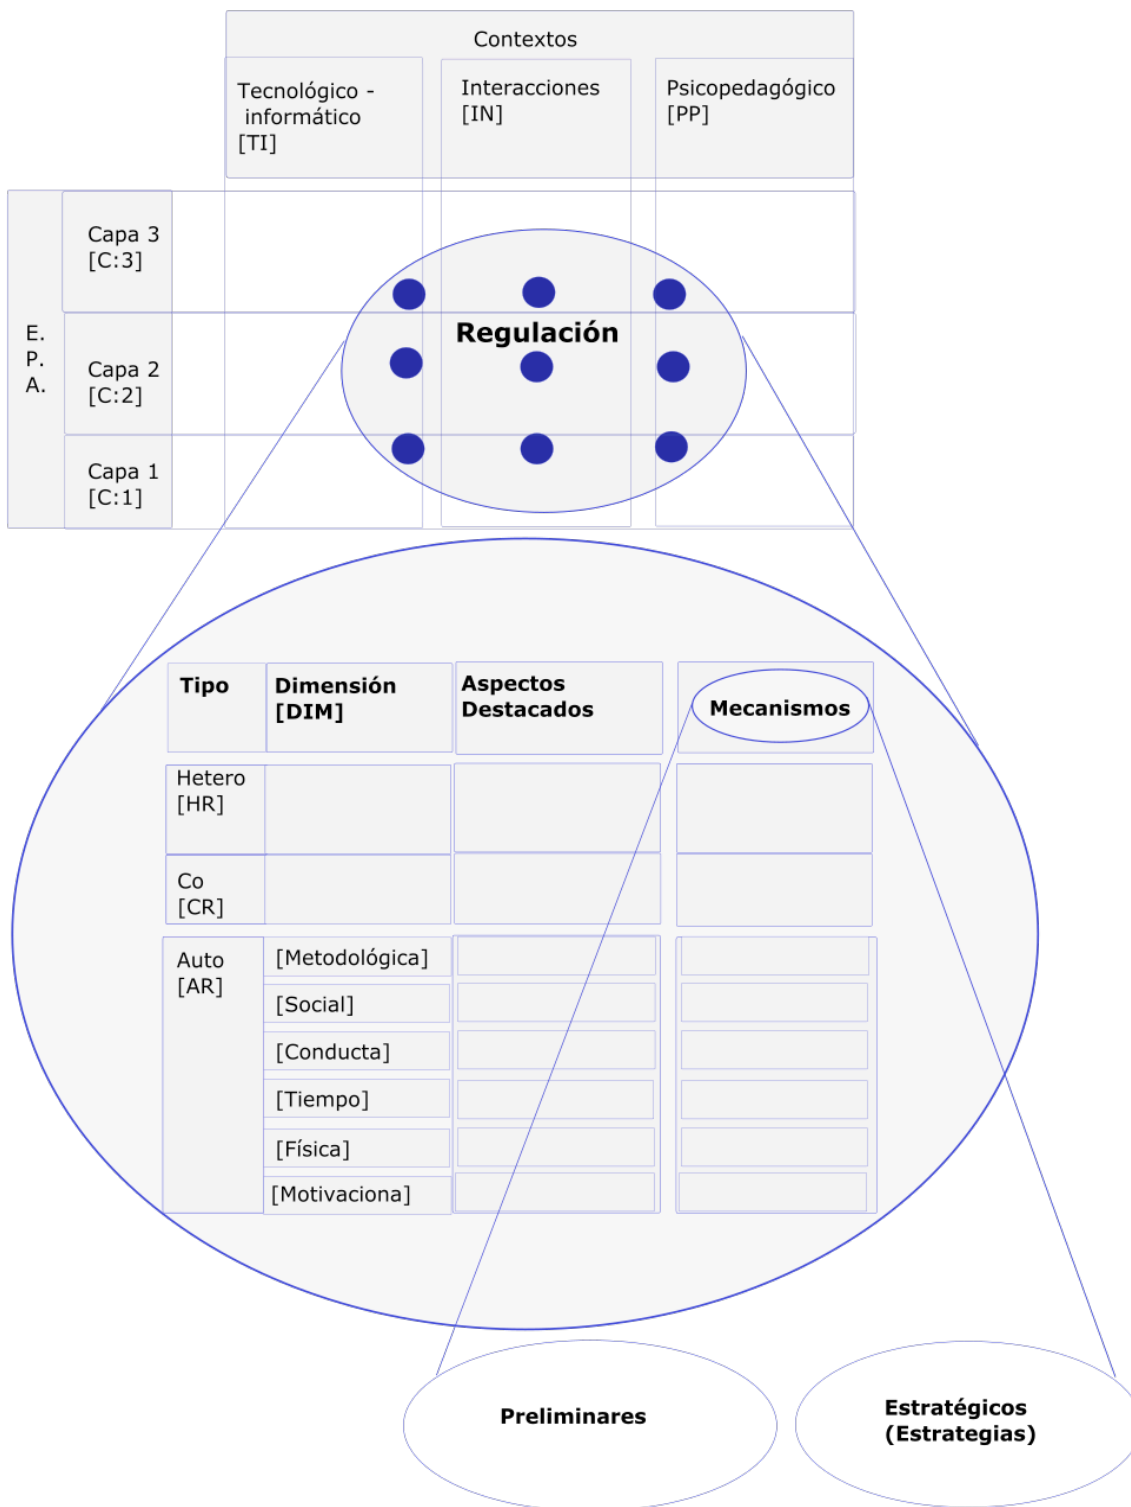 Contextos
Tecnológico -
informático
[TI]
Interacciones
[IN]
Psicopedagógico
[PP]
E.
P.
A.
Capa 3
[C:3]
Capa 2
[C:2]
Capa 1
[C:1]
Regulación
Tipo
Dimensión
[DIM]
Aspectos
Destacados
Mecanismos
Hetero
[HR]
Co
[CR]
Auto
[AR]
[Metodológica]
[Social]
[Conducta]
[Tiempo]
[Física]
[Motivaciona]
Preliminares
Estratégicos
(Estrategias)